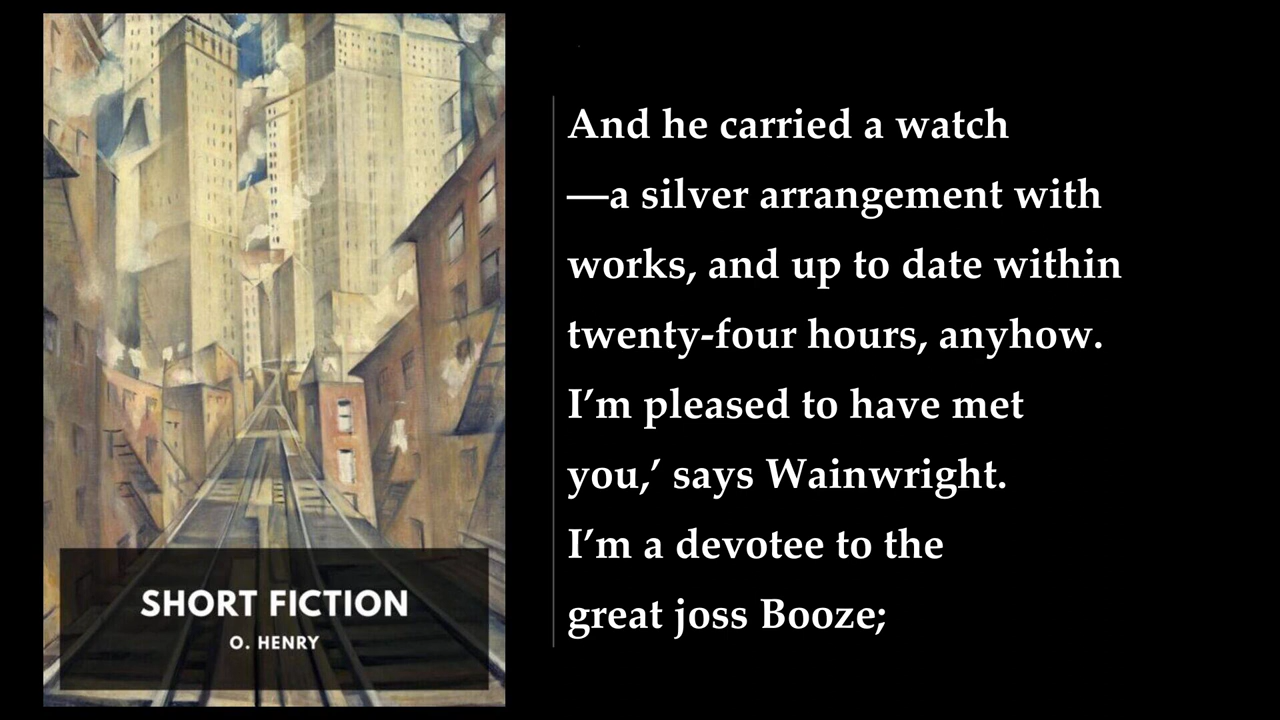 SHORT FICTION
O. HENRY
And he carried a watch
—a silver arrangement with
works, and up to date within
twenty-four hours, anyhow.
I’m pleased to have met
you,’ says Wainwright.
I’m a devotee to the
great joss Booze;